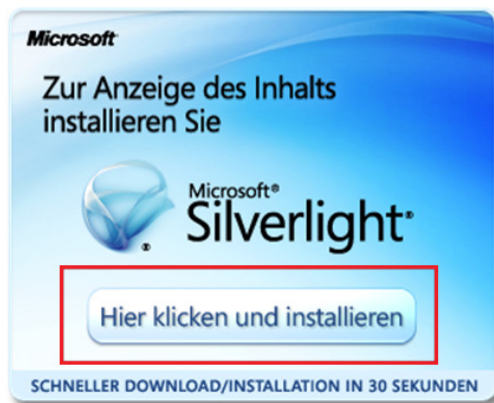 Microsoft
Zur Anzeige des Inhalts
installieren Sie
Microsoft®
Silverlight®
Hier klicken und installieren
SCHNELLER DOWNLOAD/INSTALLATION IN 30 SEKUNDEN